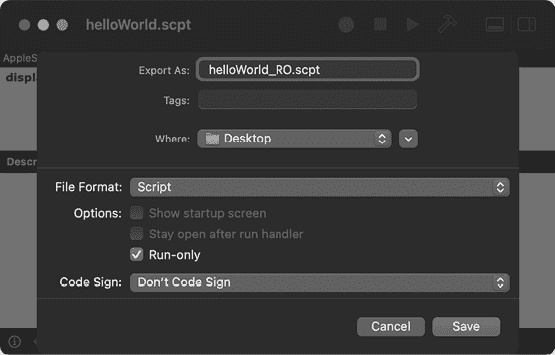 helloWorld.scpt
AppleS
displa
Export As: helloWorld_RO.scpt
Tags:
Where: Desktop
Descr
File Format: Script
Options: Show startup screen
Stay open after run handler
Run-only
Code Sign: Don't Code Sign
Cancel Save